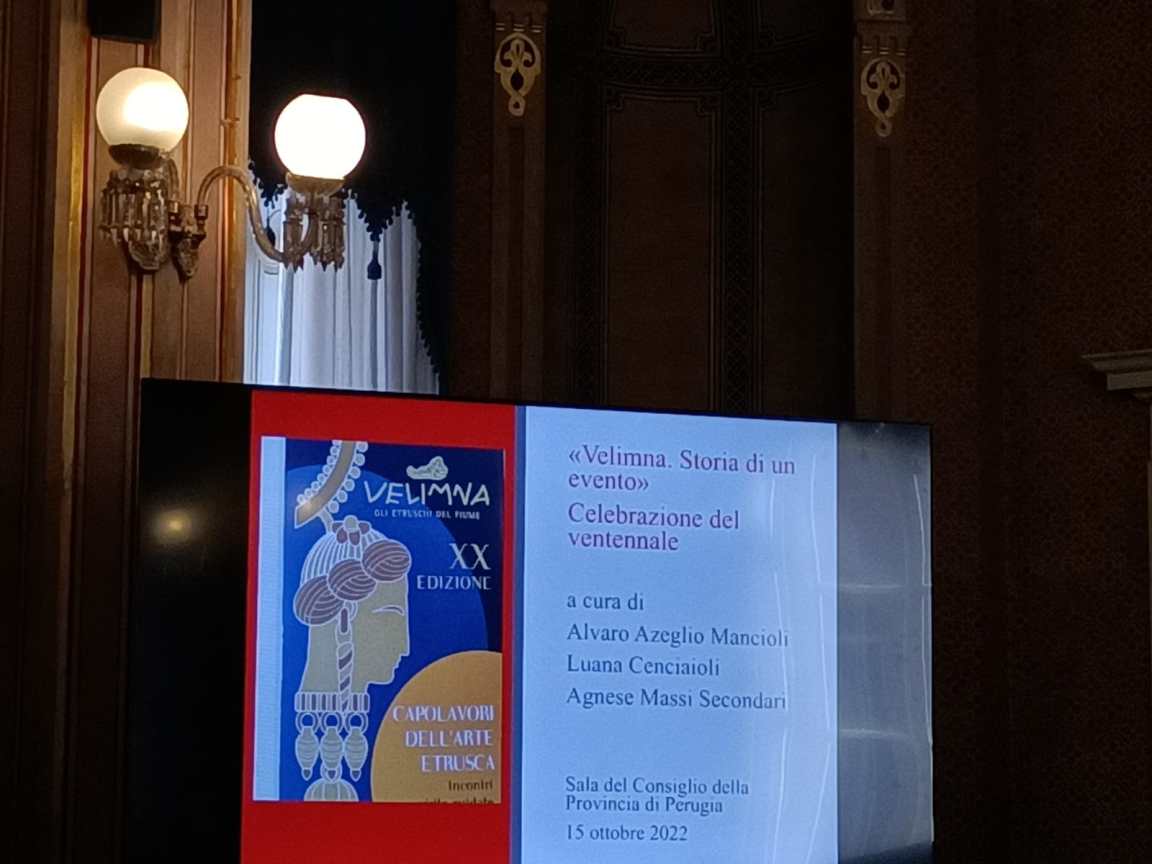 VELIMNA
GLI ETRUSCHI DEL FIUME
XX
EDIZIONE
CAPOLAVORI
DELL'ARTE
ETRUSCA
Incontri
visite guidate
«Velimna. Storia di un
evento»
Celebrazione del
ventennale
a cura di
Alvaro Azeglio Mancioli
Luana Cenciaioli
Agnese Massi Secondari
Sala del Consiglio della
Provincia di Perugia
15 ottobre 2022